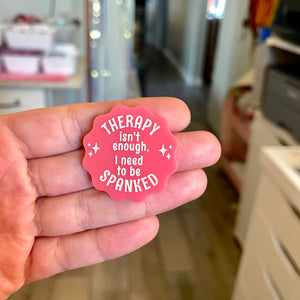 THERAPY
isn't
enough.
I need
to be
SPANKED